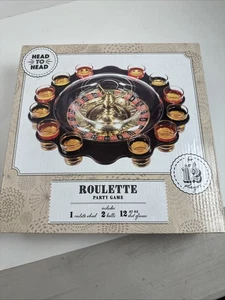 HEAD
TO
HEAD
ROULETTE
PARTY GAME
includes
1 roulette wheel 2 balls 12 shot glasses